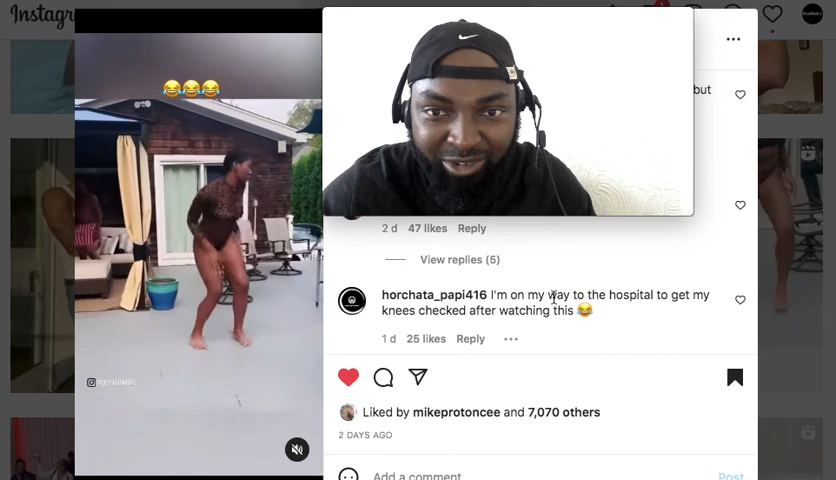 Instag
😂😂😂
but
2 d 47 likes Reply
View replies (5)
horchata_papi416 I'm on my way to the hospital to get my
knees checked after watching this 😂
1 d 25 likes Reply
Liked by mikeprotoncee and 7,070 others
2 DAYS AGO
Add a comment
Post